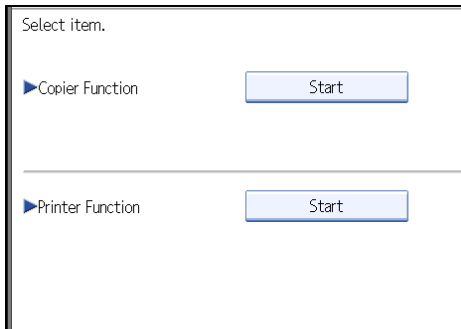 Select item.
Copier Function Start
Printer Function Start